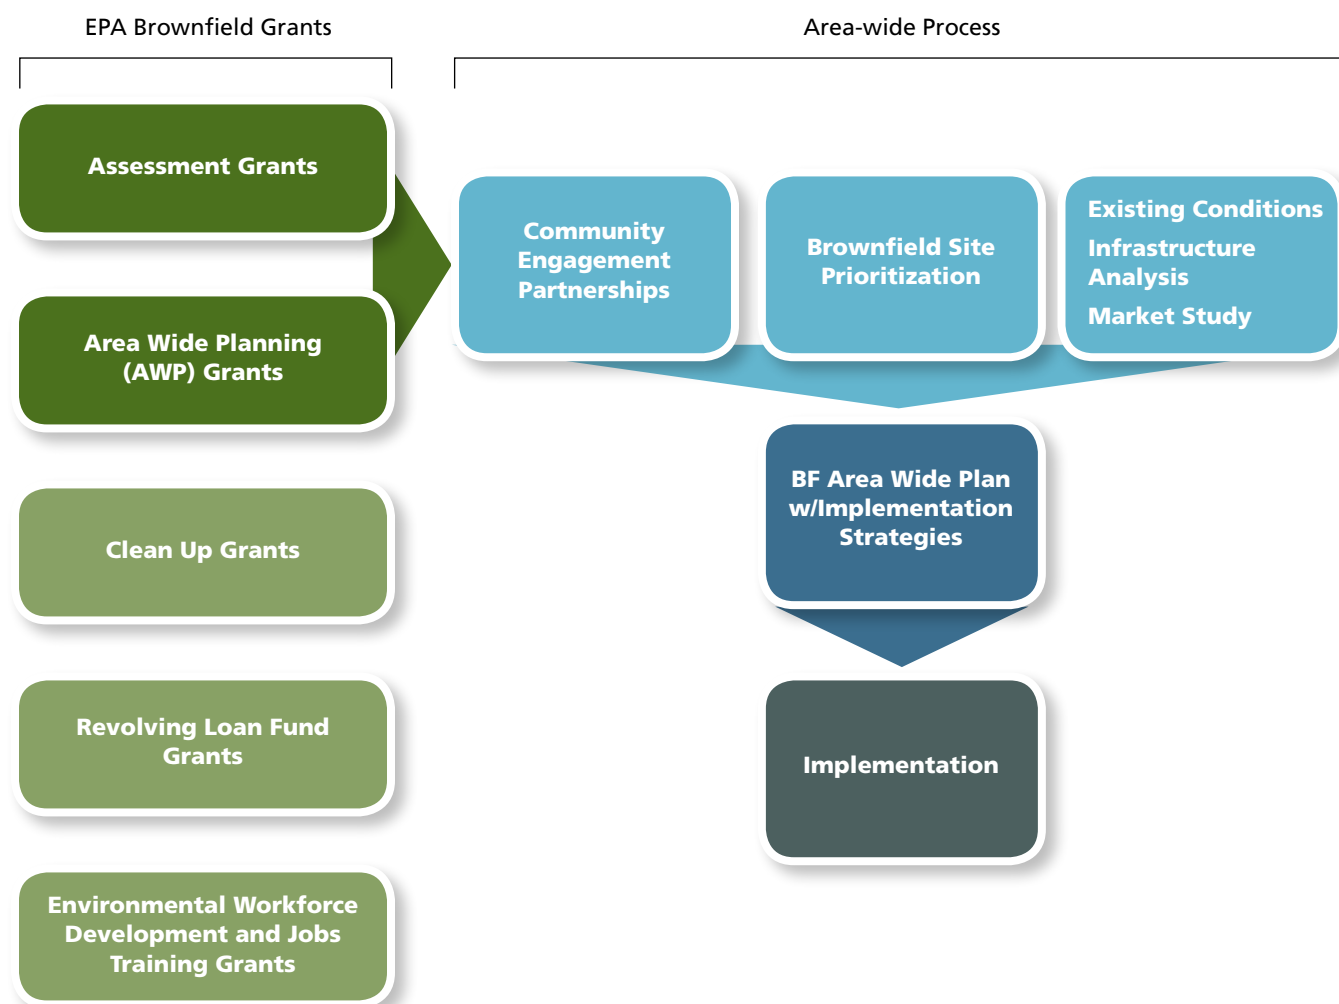 EPA Brownfield Grants
Area-wide Process
Assessment Grants
Area Wide Planning
(AWP) Grants
Clean Up Grants
Revolving Loan Fund
Grants
Environmental Workforce
Development and Jobs
Training Grants
Community
Engagement
Partnerships
Brownfield Site
Prioritization
Existing Conditions
Infrastructure
Analysis
Market Study
BF Area Wide Plan
w/Implementation
Strategies
Implementation